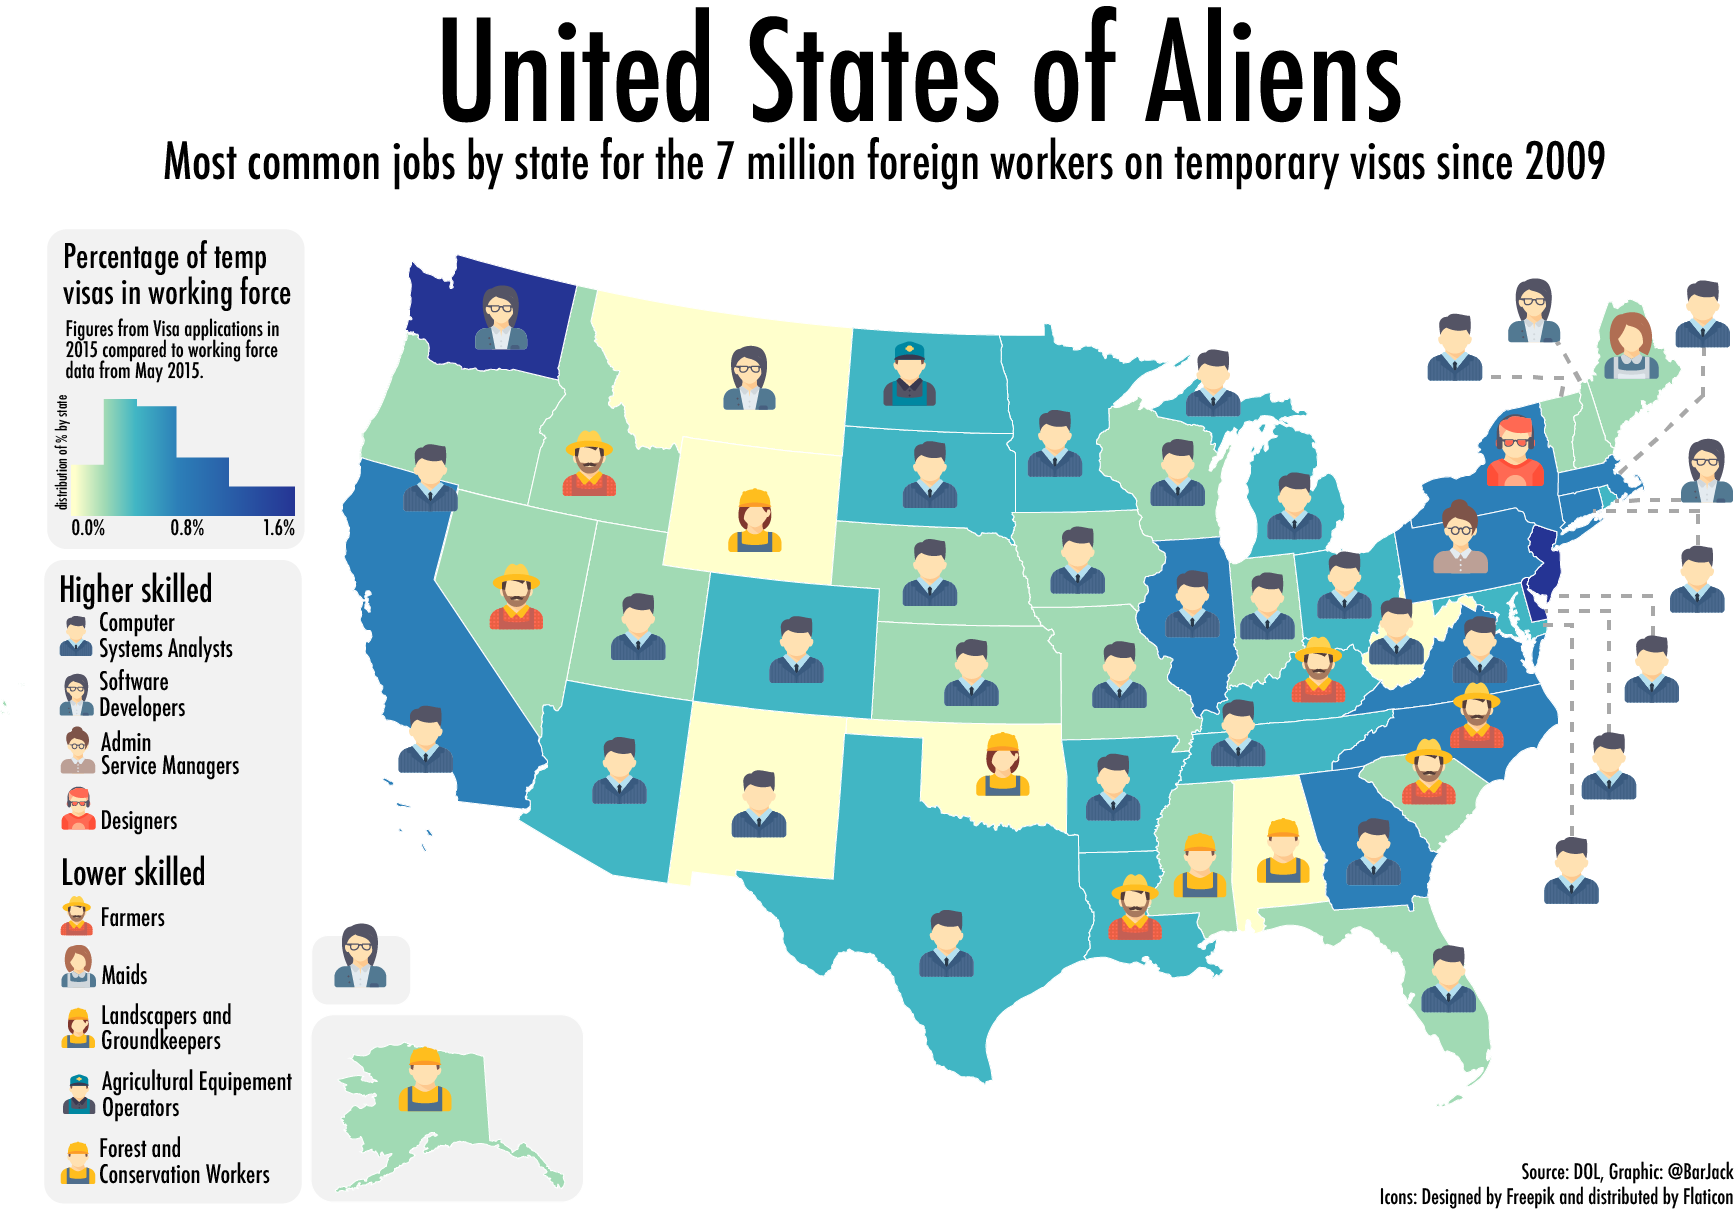 United States of Aliens
Most common jobs by state for the 7 million foreign workers on temporary visas since 2009
Percentage of temp
visas in working force
Figures from Visa applications in
2015 compared to working force
data from May 2015.
distribution of % by state
0.0%
0.8%
1.6%
Higher skilled
Computer
Systems Analysts
Software
Developers
Admin
Service Managers
Designers
Lower skilled
Farmers
Maids
Landscapers and
Groundkeepers
Agricultural Equipement
Operators
Forest and
Conservation Workers
Source: DOL, Graphic: @BarJack
Icons: Designed by Freepik and distributed by Flaticon